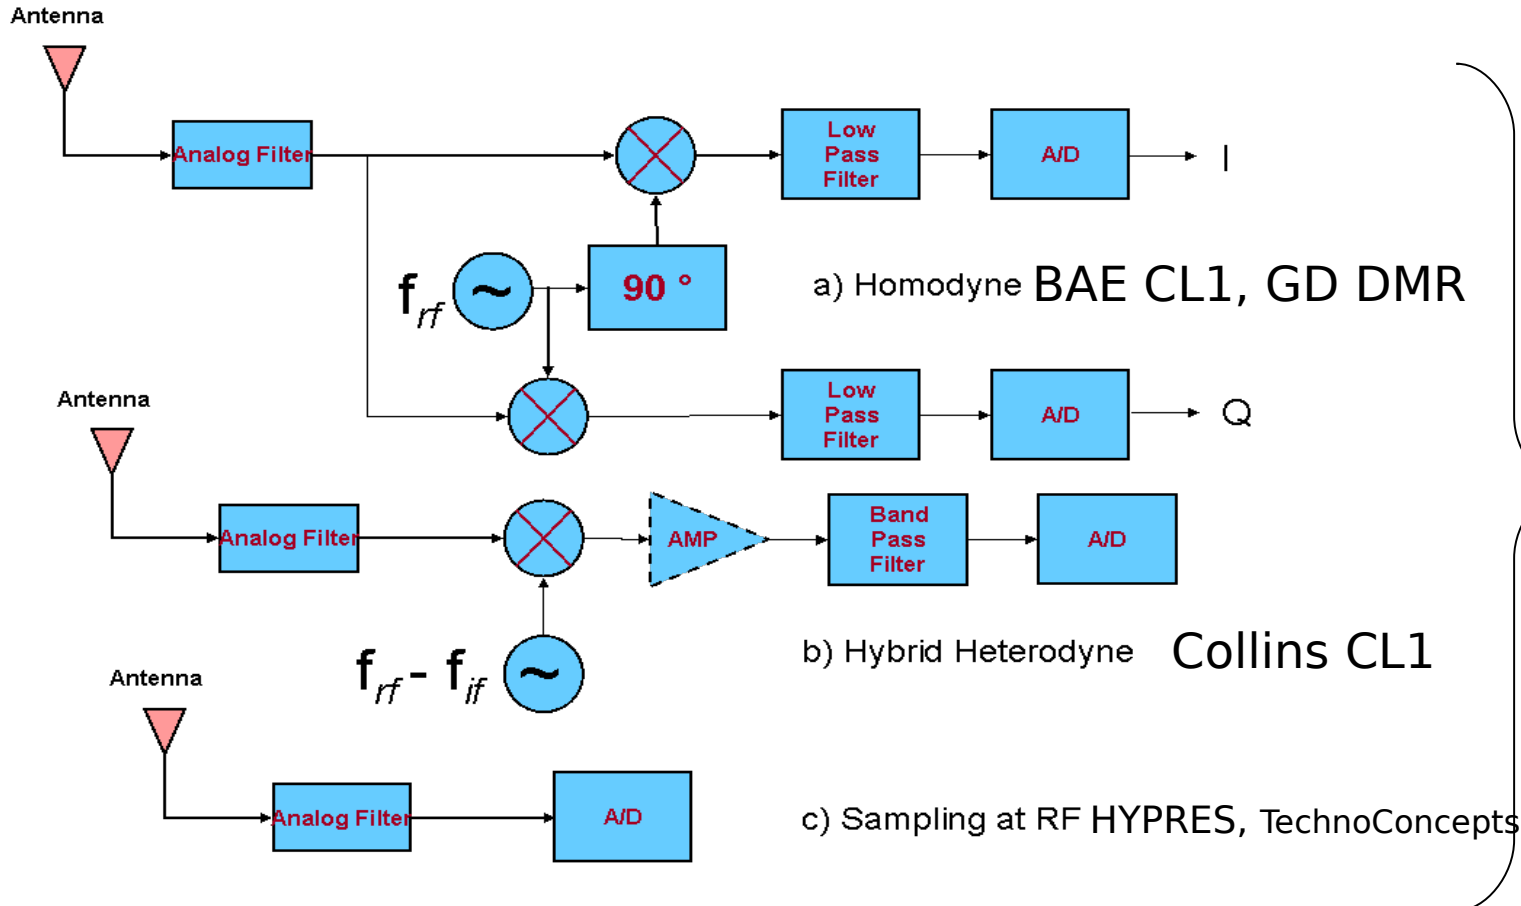 Antenna
Analog Filter
Low
Pass
Filter
A/D
I
f rf
~
90 °
a) Homodyne BAE CL1, GD DMR
Low
Pass
Filter
A/D
Q
Antenna
Analog Filter
AMP
Band
Pass
Filter
A/D
f rf - f if
~
b) Hybrid Heterodyne Collins CL1
Antenna
Analog Filter
A/D
c) Sampling at RF HYPRES, TechnoConcepts